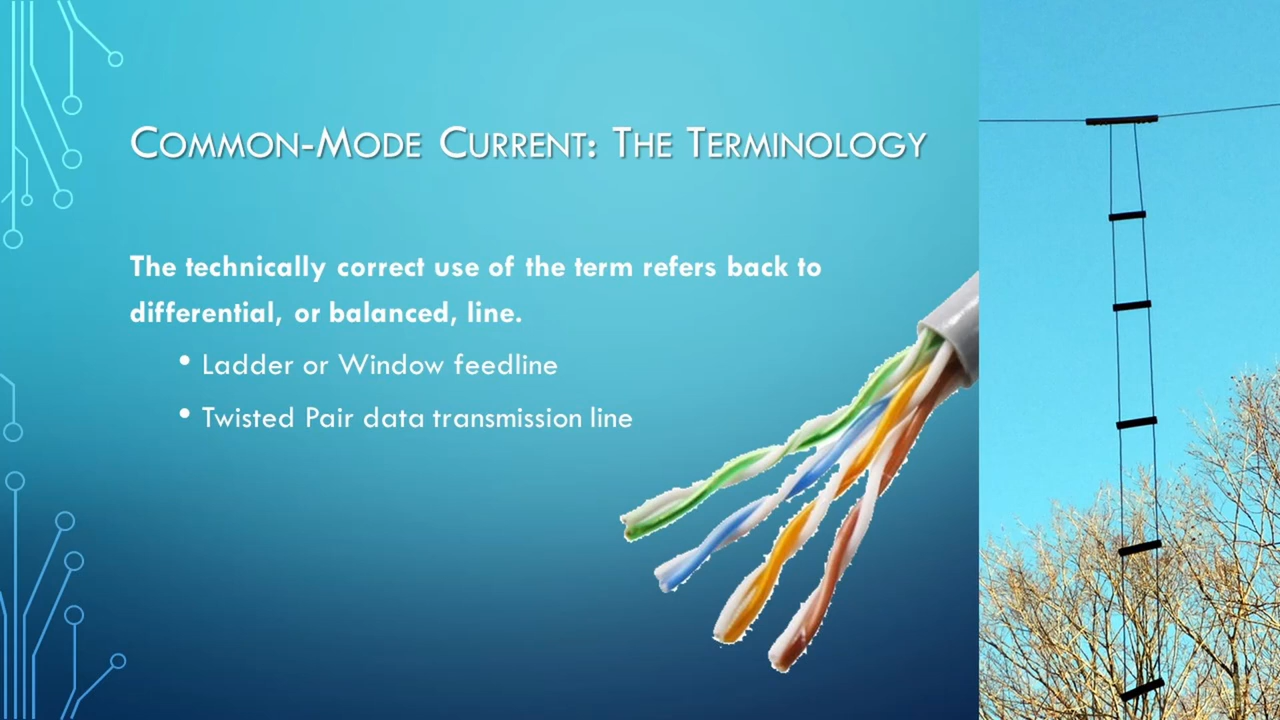 Common-Mode Current: The Terminology
The technically correct use of the term refers back to
differential, or balanced, line.
• Ladder or Window feedline
• Twisted Pair data transmission line